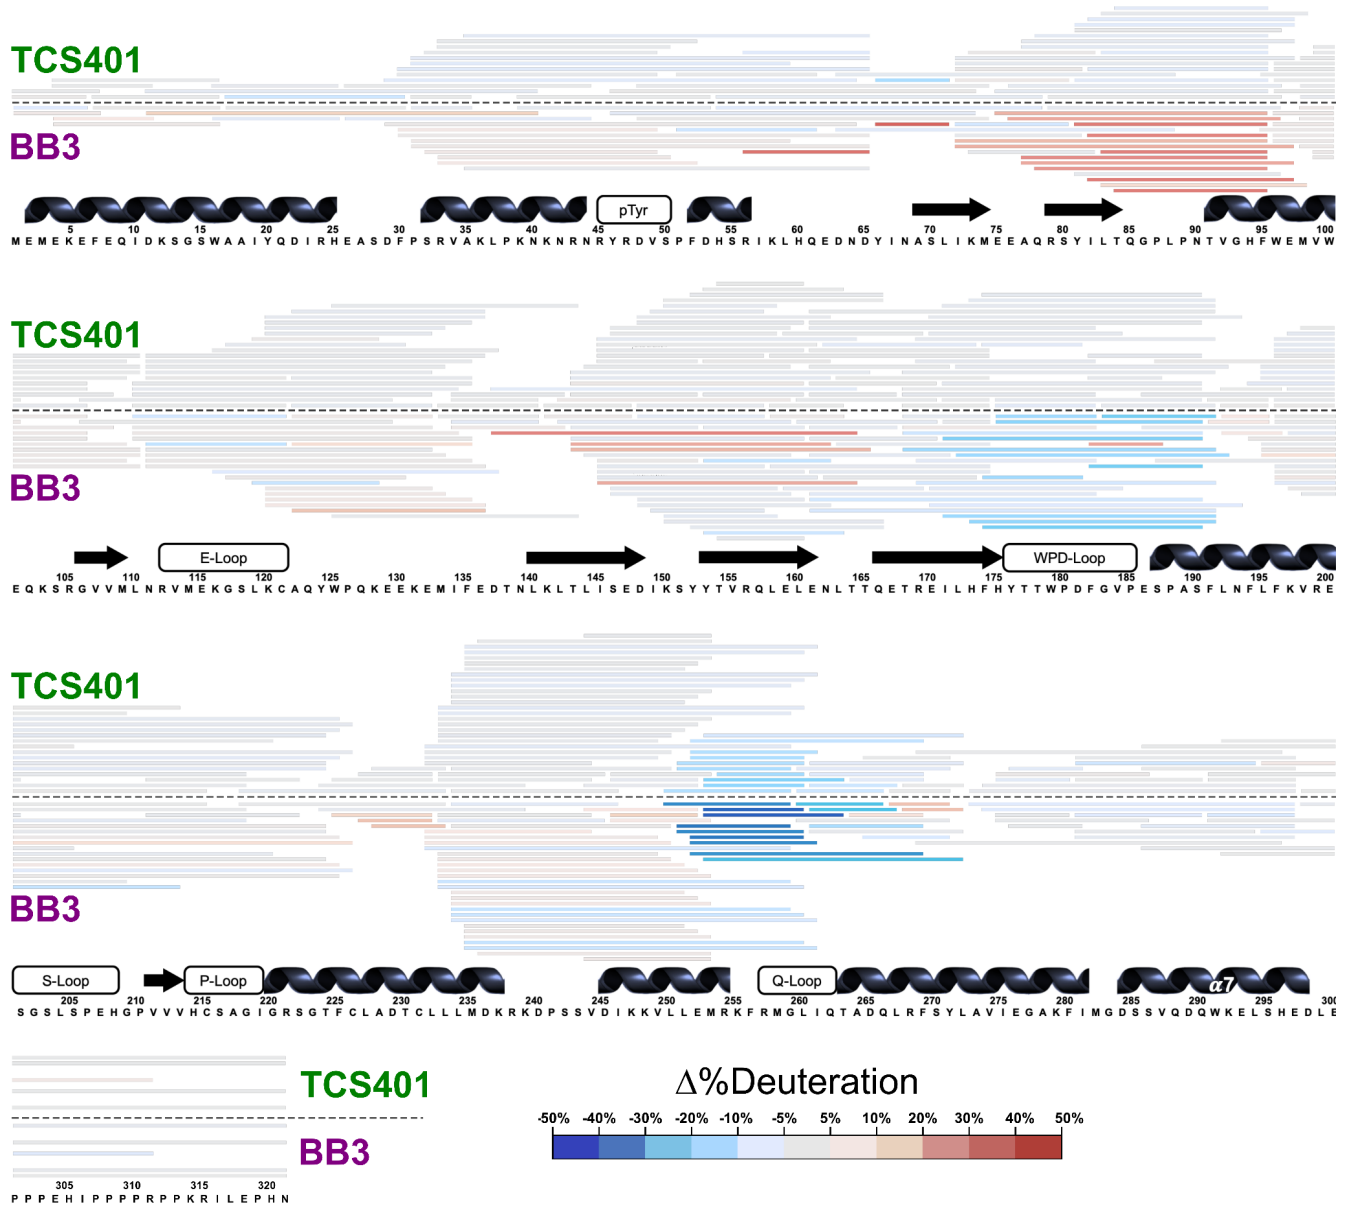 TCS401
BB3
pTyr
5 10 15 20 25 30 35 40 45 50 55 60 65 70 75 80 85 90 95 100
M E M E K E F E Q I D K S G S W A A I Y Q D I R H E A S D F P S R V A K L P K N K N R N R Y R D V S P F D H S R I K L H Q E D N D Y I N A S L I K M E E A Q R S Y I L T Q G P L P N T V G H F W E M V W
TCS401
BB3
E-Loop WPD-Loop
105 110 115 120 125 130 135 140 145 150 155 160 165 170 175 180 185 190 195 200
E Q K S R G V V M L N R V M E K G S L K C A Q Y W P Q K E E K E M I F E D T N L K L T L I S E D I K S Y Y T V R Q L E L E N L T T Q E T R E I L H F H Y T T W P D F G V P E S P A S F L N F L F K V R E
TCS401
BB3
S-Loop P-Loop Q-Loop α7
205 210 215 220 225 230 235 240 245 250 255 260 265 270 275 280 285 290 295 300
S G S L S P E H G P V V V H C S A G I G R S G T F C L A D T C L L L M D K R K D P S S V D I K K V L L E M R K F R M G L I Q T A D Q L R F S Y L A V I E G A K F I M G D S S V Q D Q W K E L S H E D L E
TCS401
BB3
305 310 315 320
P P P E H I P P P P R P P K R I L E P H N
Δ%Deuteration
-50% -40% -30% -20% -10% -5% 5% 10% 20% 30% 40% 50%